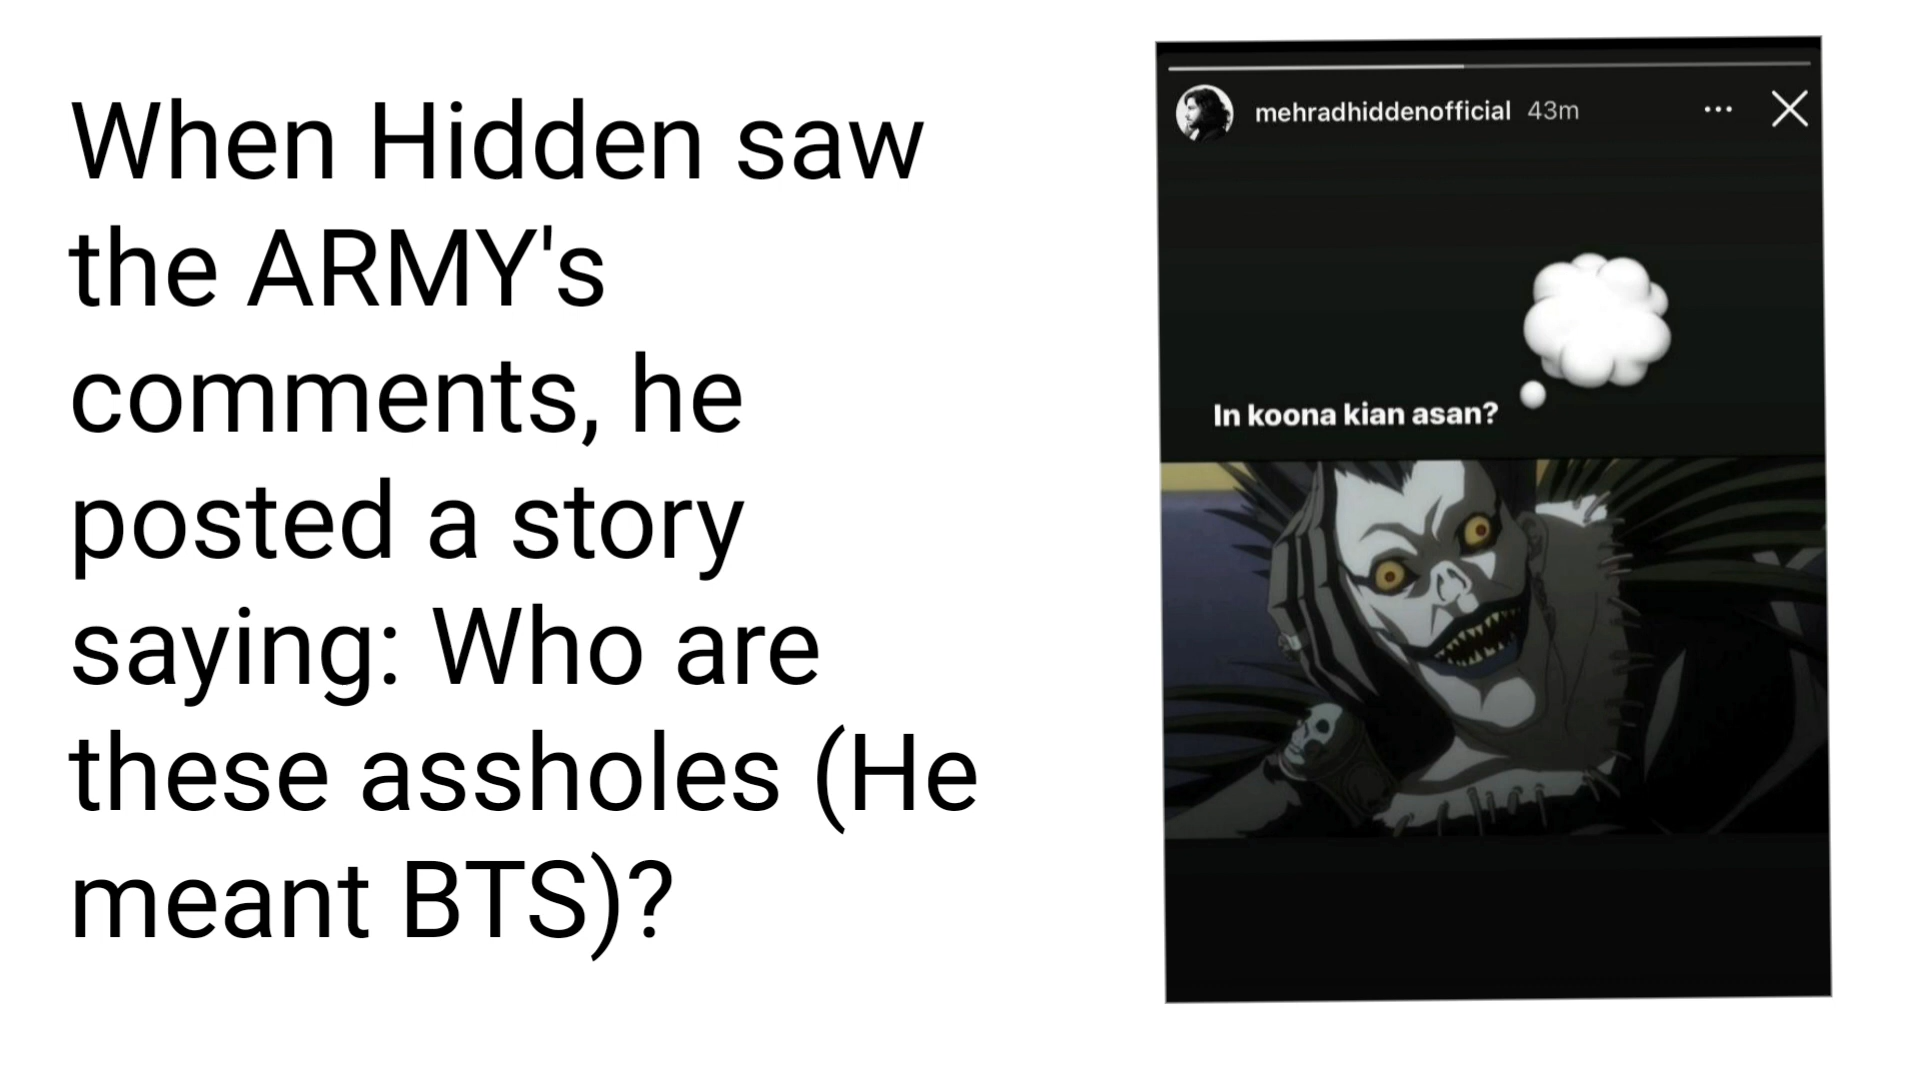 When Hidden saw
the ARMY's
comments, he
posted a story
saying: Who are
these assholes (He
meant BTS)?
mehradhiddenofficial 43m
In koona kian asan?